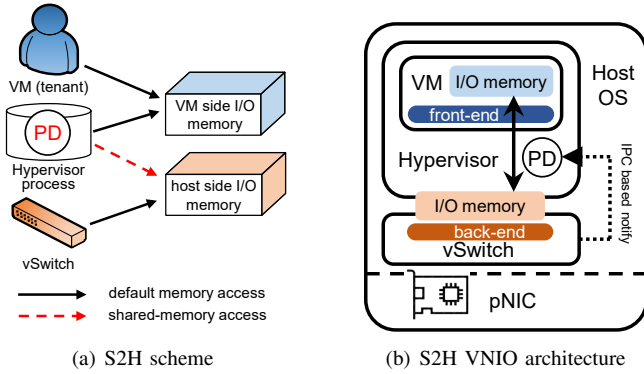 VM (tenant)
VM side I/O
memory
PD
Hypervisor
process
host side I/O
memory
vSwitch
default memory access
shared-memory access
(a) S2H scheme
VM
I/O memory
Host
OS
front-end
Hypervisor
PD
IPC based notify
I/O memory
back-end
vSwitch
pNIC
(b) S2H VNIO architecture